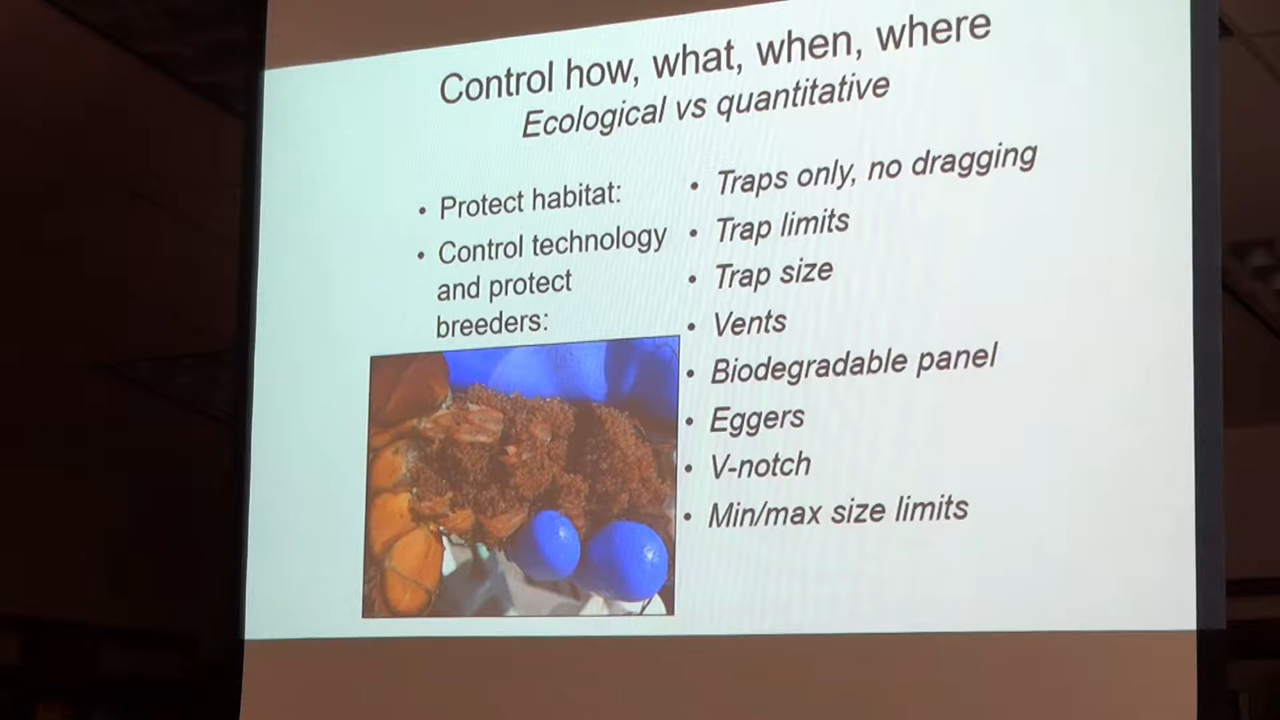 Control how, what, when, where
Ecological vs quantitative
• Protect habitat:
• Control technology
and protect
breeders:
• Traps only, no dragging
• Trap limits
• Trap size
• Vents
• Biodegradable panel
• Eggers
• V-notch
• Min/max size limits